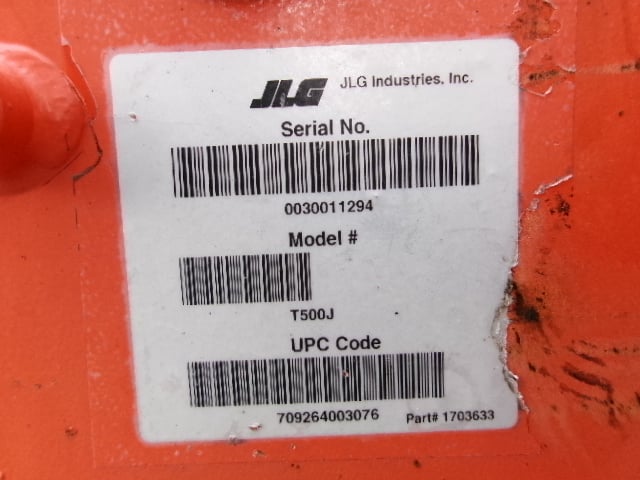 JLG JLG Industries, Inc.
Serial No.
0030011294
Model #
T500J
UPC Code
709264003076 Part# 1703633